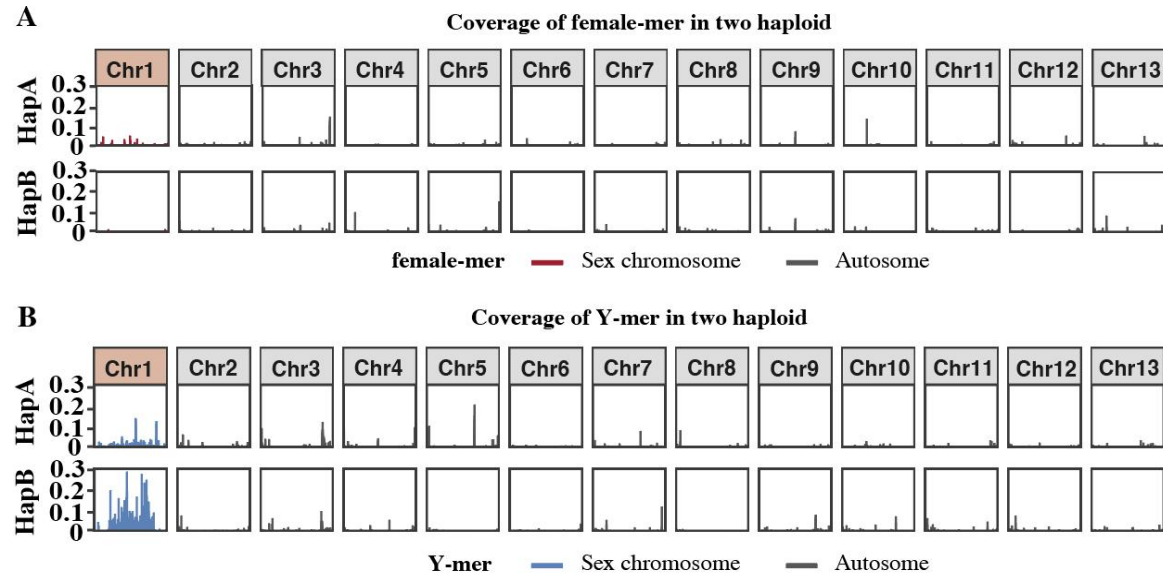 A
Coverage of female-mer in two haploid
Chr1 Chr2 Chr3 Chr4 Chr5 Chr6 Chr7 Chr8 Chr9 Chr10 Chr11 Chr12 Chr13
HapA
0.3
0.2
0.1
0
HapB
0.3
0.2
0.1
0
female-mer Sex chromosome Autosome
B
Coverage of Y-mer in two haploid
Chr1 Chr2 Chr3 Chr4 Chr5 Chr6 Chr7 Chr8 Chr9 Chr10 Chr11 Chr12 Chr13
HapA
0.3
0.2
0.1
0
HapB
0.3
0.2
0.1
0
Y-mer Sex chromosome Autosome